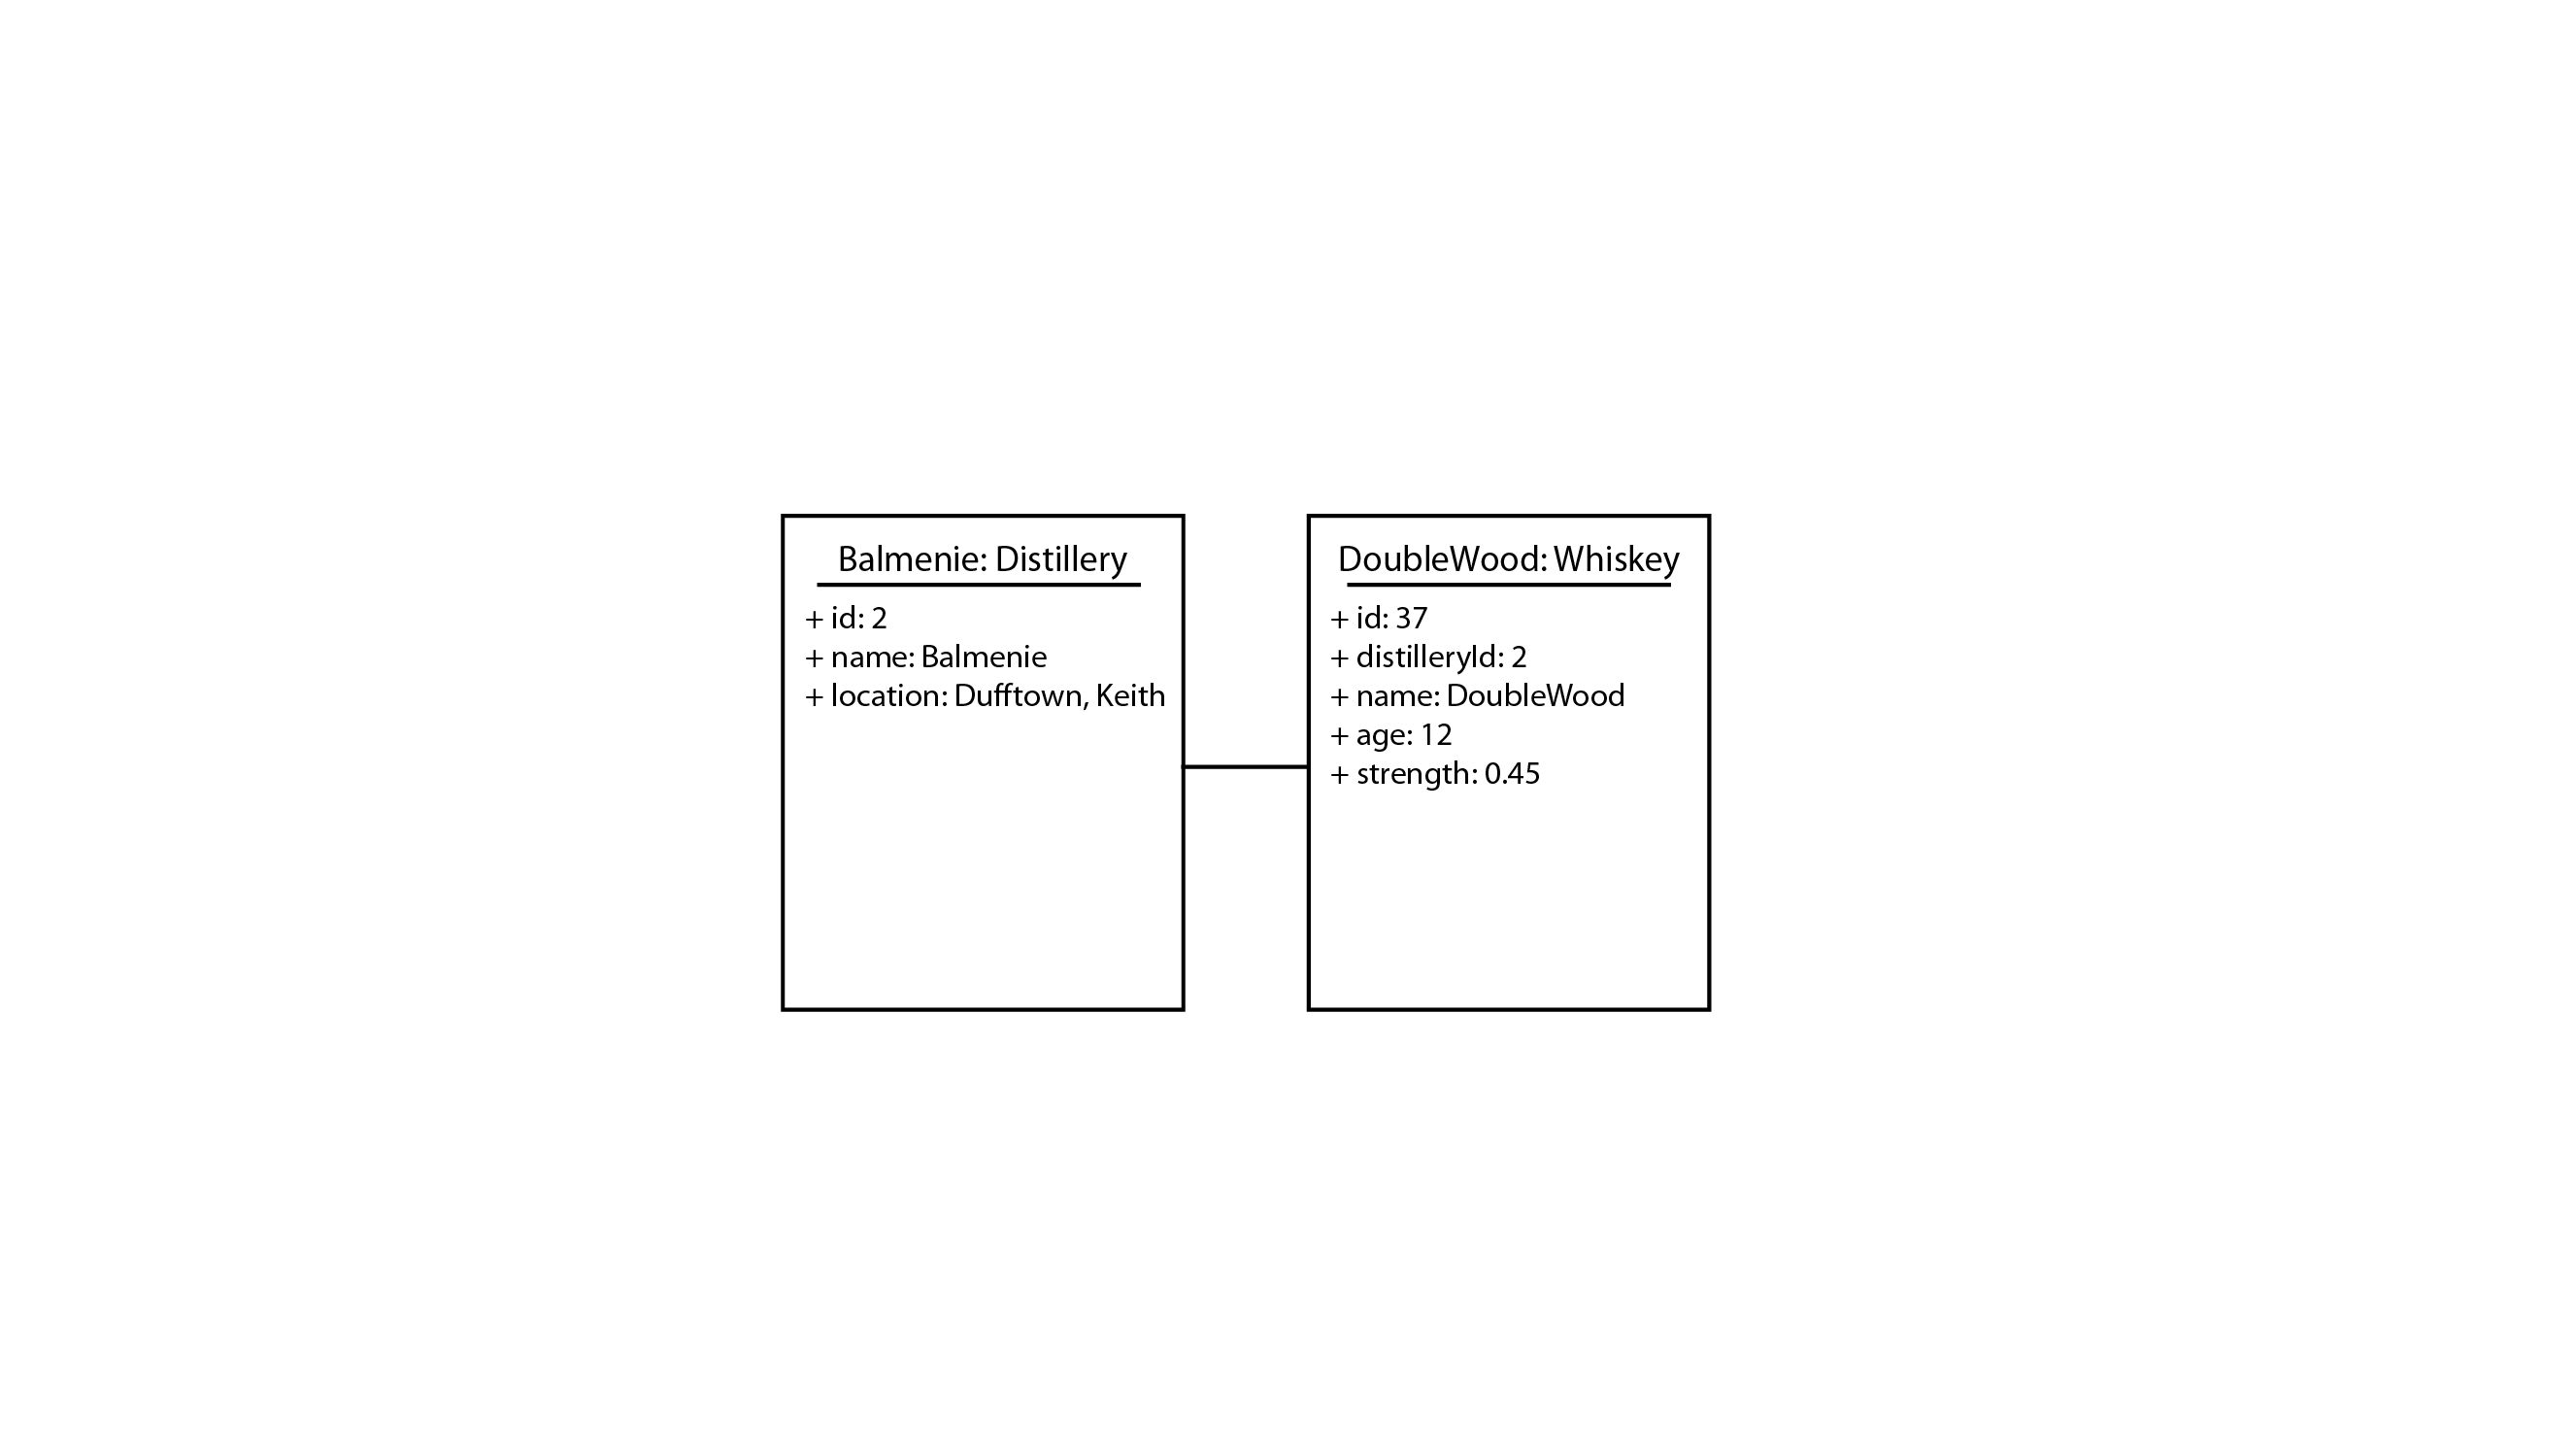 Balmenie: Distillery
+ id: 2
+ name: Balmenie
+ location: Dufftown, Keith
DoubleWood: Whiskey
+ id: 37
+ distilleryId: 2
+ name: DoubleWood
+ age: 12
+ strength: 0.45